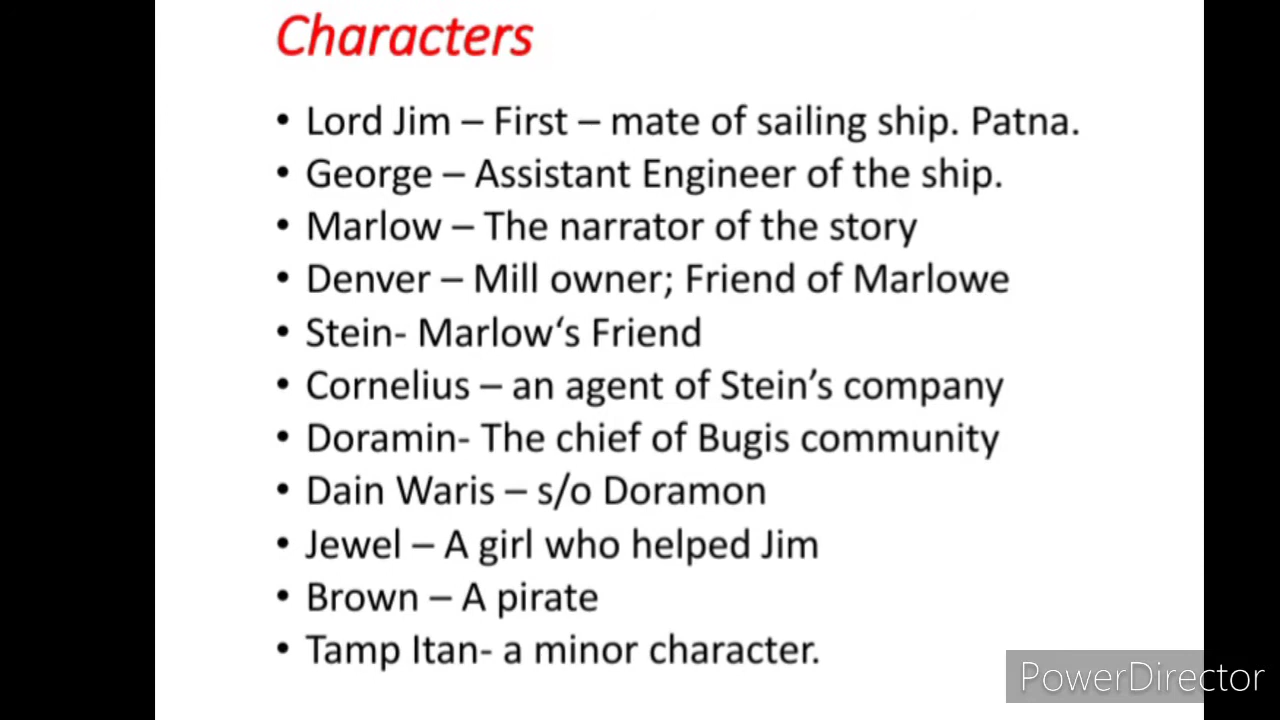 Characters
• Lord Jim – First – mate of sailing ship. Patna.
• George – Assistant Engineer of the ship.
• Marlow – The narrator of the story
• Denver – Mill owner; Friend of Marlowe
• Stein- Marlow‘s Friend
• Cornelius – an agent of Stein’s company
• Doramin- The chief of Bugis community
• Dain Waris – s/o Doramon
• Jewel – A girl who helped Jim
• Brown – A pirate
• Tamp Itan- a minor character.
PowerDirector